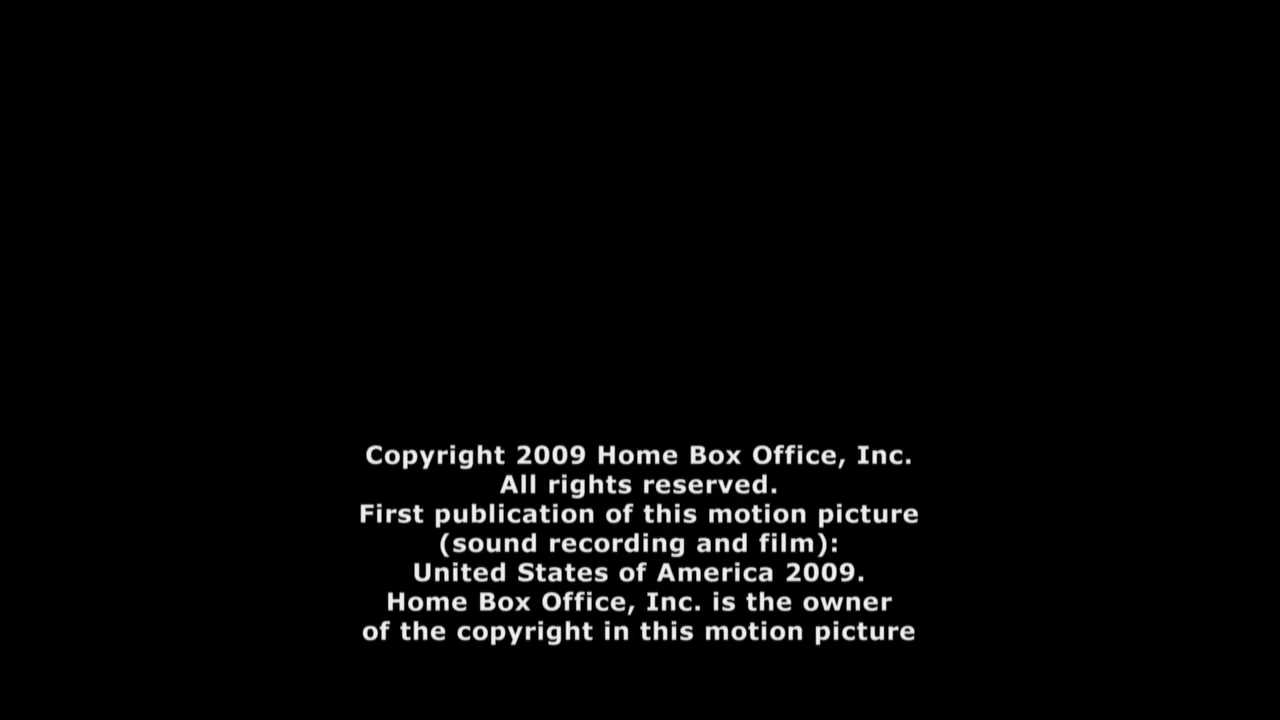 Copyright 2009 Home Box Office, Inc.
All rights reserved.
First publication of this motion picture
(sound recording and film):
United States of America 2009.
Home Box Office, Inc. is the owner
of the copyright in this motion picture